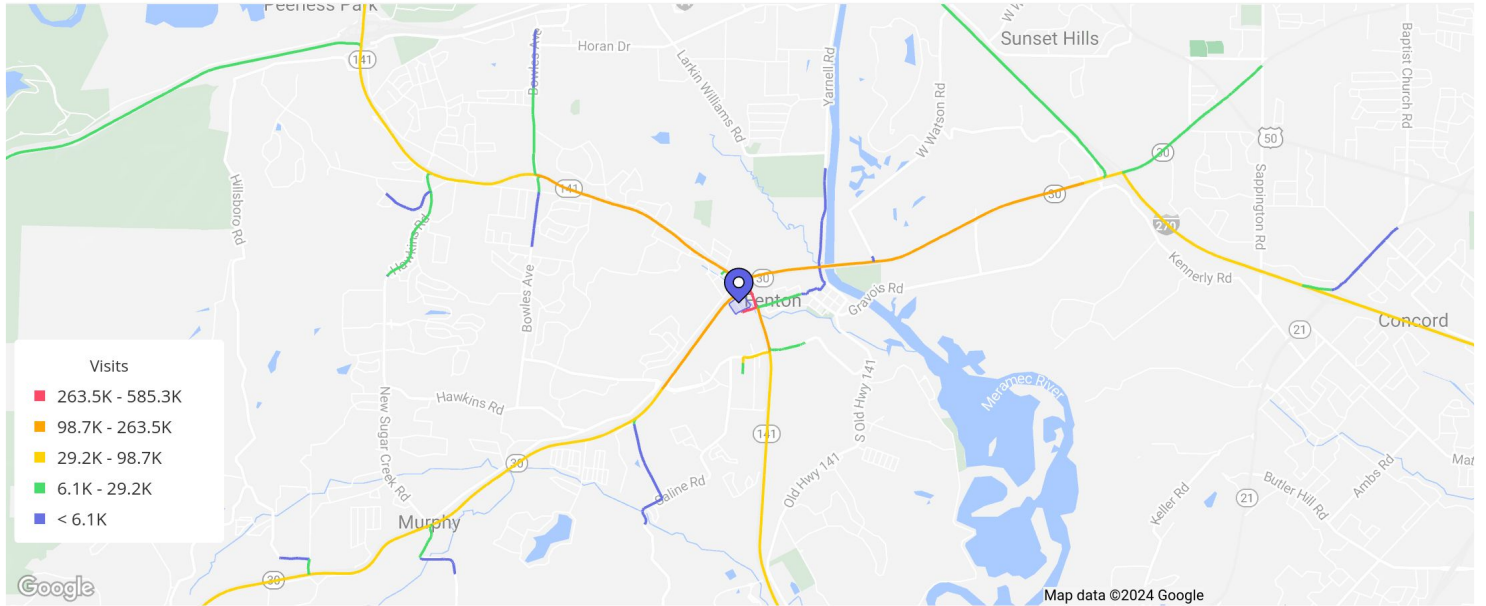 Peerless Park
141
Bowles Ave
Horan Dr
Larkin Williams Rd
Yarnell Rd
W Watson Rd
W W
Sunset Hills
Baptist Church Rd
50
30
Sappington Rd
141
30
270
Hillsboro Rd
Hawkins Rd
Kennerly Rd
30
Fenton
Gravois Rd
Bowles Ave
21
Concord
Visits
263.5K - 585.3K
98.7K - 263.5K
29.2K - 98.7K
6.1K - 29.2K
< 6.1K
Hawkins Rd
New Sugar Creek Rd
S Old Hwy 141
Meramec River
141
30
Saline Rd
Old Hwy 141
Murphy
Keller Rd
21
Butler Hill Rd
Ambs Rd
Mat
30
Google
Map data ©2024 Google